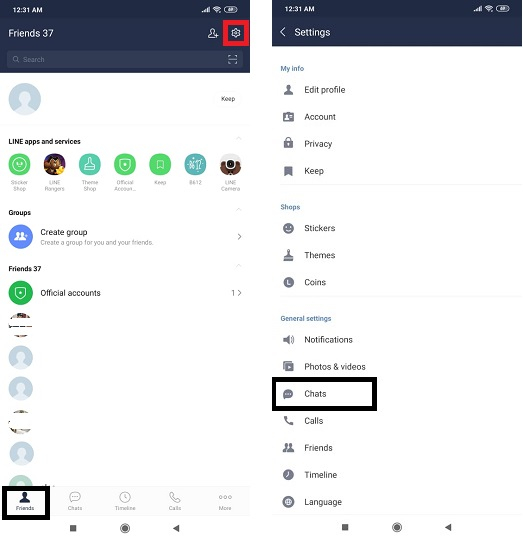 12:31 AM
Friends 37
Search
Keep
LINE apps and services
Sticker Shop
LINE Rangers
Theme Shop
Official Accoun...
Keep
B612
LINE Camera
Groups
Create group
Create a group for you and your friends.
Friends 37
Official accounts
1
Friends
Chats
Timeline
Calls
More
12:31 AM
Settings
My info
Edit profile
Account
Privacy
Keep
Shops
Stickers
Themes
Coins
General settings
Notifications
Photos & videos
Chats
Calls
Friends
Timeline
Language